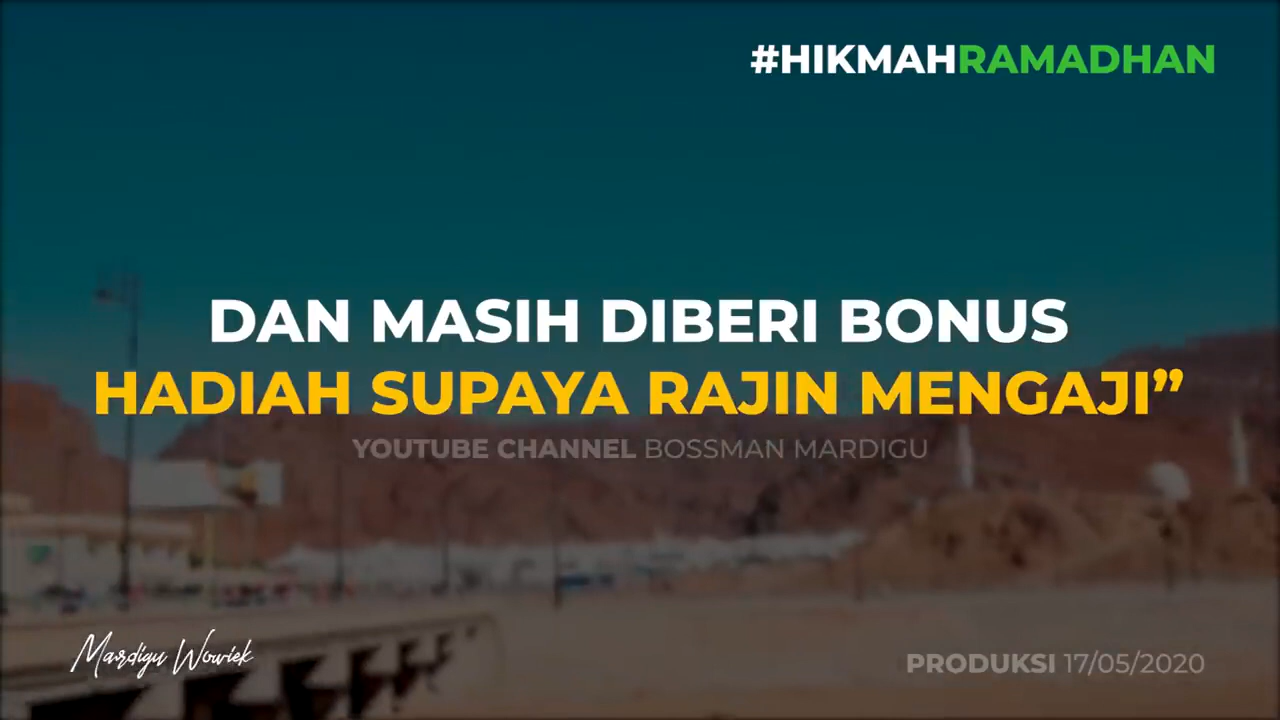 #HIKMAHRAMADHAN
DAN MASIH DIBERI BONUS
HADIAH SUPAYA RAJIN MENGAJI”
YOUTUBE CHANNEL BOSSMAN MARDIGU
Mardigu Wowiek
PRODUKSI 17/05/2020